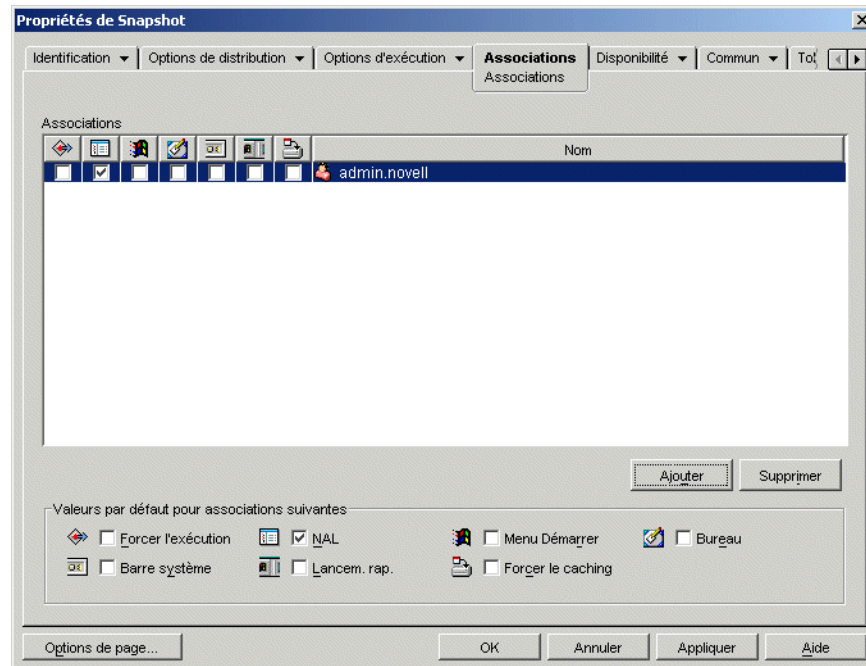 Propriétés de Snapshot
Identification
Options de distribution
Options d'exécution
Associations
Disponibilité
Commun
Associations
Associations
Nom
admin.novell
Ajouter
Supprimer
Valeurs par défaut pour associations suivantes
Forcer l'exécution
NAL
Menu Démarrer
Bureau
Barre système
Lancem. rap.
Forçer le caching
Options de page...
OK
Annuler
Appliquer
Aide